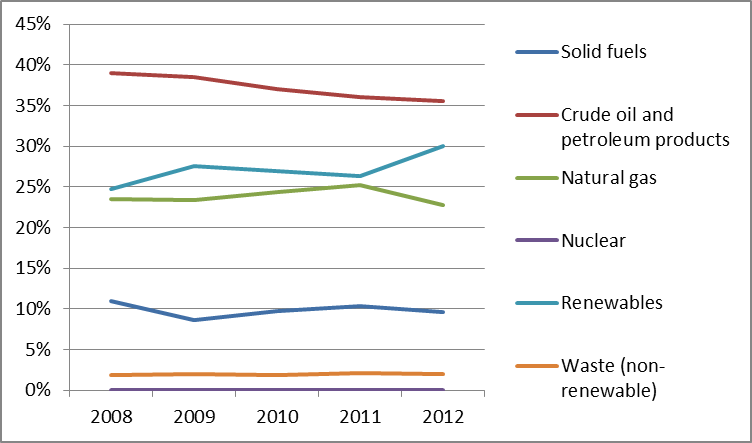 45%
40%
35%
30%
25%
20%
15%
10%
5%
0%
2008 2009 2010 2011 2012
Solid fuels
Crude oil and
petroleum products
Natural gas
Nuclear
Renewables
Waste (non-
renewable)